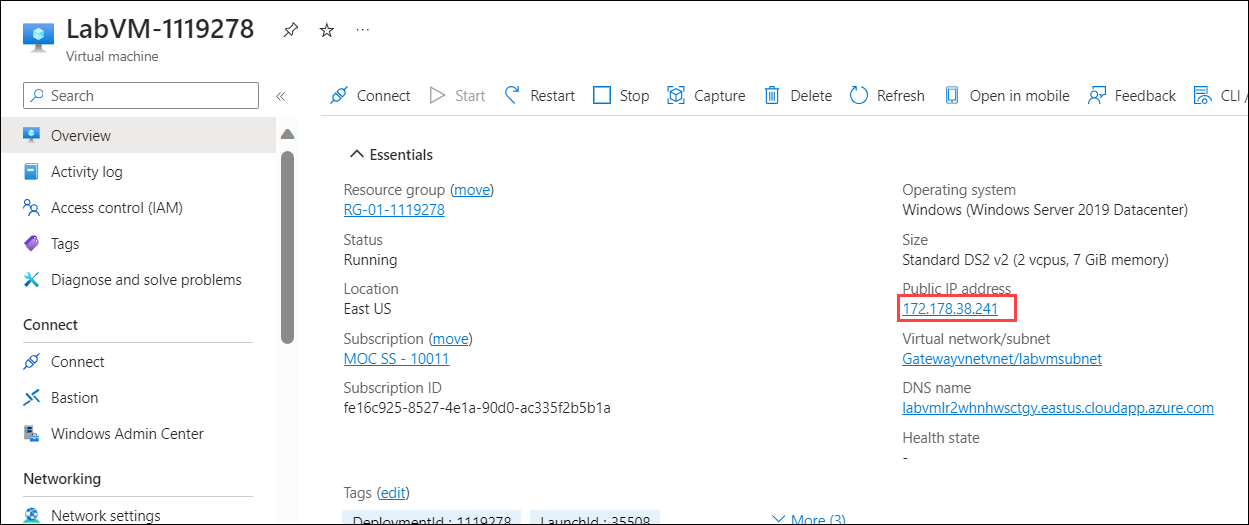 LabVM-1119278
Virtual machine
Search
Connect
Start
Restart
Stop
Capture
Delete
Refresh
Open in mobile
Feedback
CLI /
Overview
Activity log
Access control (IAM)
Tags
Diagnose and solve problems
Connect
Connect
Bastion
Windows Admin Center
Networking
Network settings
Essentials
Resource group (move)
RG-01-1119278
Status
Running
Location
East US
Subscription (move)
MOC SS - 10011
Subscription ID
fe16c925-8527-4e1a-90d0-ac335f2b5b1a
Operating system
Windows (Windows Server 2019 Datacenter)
Size
Standard DS2 v2 (2 vcpus, 7 GiB memory)
Public IP address
172.178.38.241
Virtual network/subnet
Gatewayvnetvnet/labvmsubnet
DNS name
labvmlr2whnhwsctgy.eastus.cloudapp.azure.com
Health state
-
Tags (edit)
DeploymentId : 1119278
LaunchId : 35508
More (3)